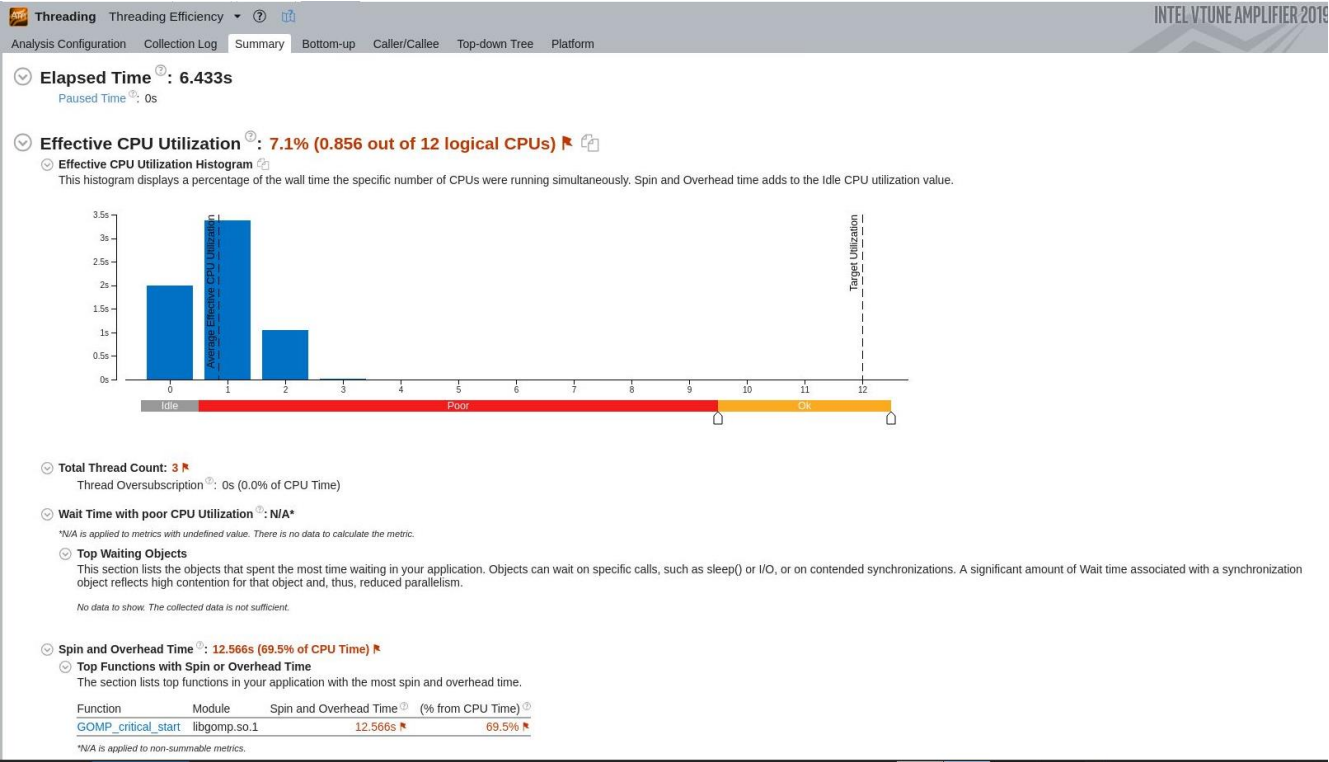 Threading Threading Efficiency
INTEL VTUNE AMPLIFIER 2019
Analysis Configuration Collection Log Summary Bottom-up Caller/Callee Top-down Tree Platform
Elapsed Time : 6.433s
Paused Time : 0s
Effective CPU Utilization : 7.1% (0.856 out of 12 logical CPUs)
Effective CPU Utilization Histogram
This histogram displays a percentage of the wall time the specific number of CPUs were running simultaneously. Spin and Overhead time adds to the Idle CPU utilization value.
3.5s
3s
2.5s
2s
1.5s
1s
0.5s
0s
Average Effective CPU Utilization
Target Utilization
0 1 2 3 4 5 6 7 8 9 10 11 12
Idle Poor Ok
Total Thread Count: 3
Thread Oversubscription : 0s (0.0% of CPU Time)
Wait Time with poor CPU Utilization : N/A*
*N/A is applied to metrics with undefined value. There is no data to calculate the metric.
Top Waiting Objects
This section lists the objects that spent the most time waiting in your application. Objects can wait on specific calls, such as sleep() or I/O, or on contended synchronizations. A significant amount of Wait time associated with a synchronization
object reflects high contention for that object and, thus, reduced parallelism.
No data to show. The collected data is not sufficient.
Spin and Overhead Time : 12.566s (69.5% of CPU Time)
Top Functions with Spin or Overhead Time
The section lists top functions in your application with the most spin and overhead time.
Function Module Spin and Overhead Time (% from CPU Time)
GOMP_critical_start libgomp.so.1 12.566s 69.5%
*N/A is applied to non-summable metrics.